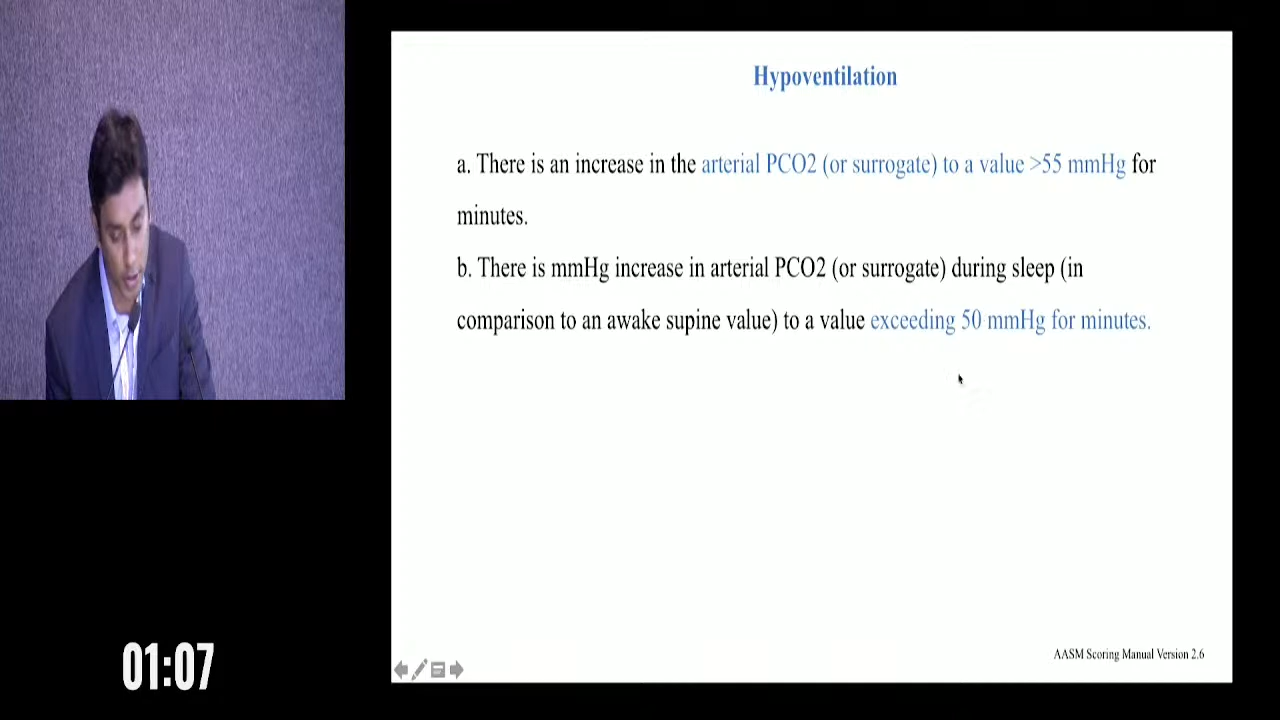 Hypoventilation
a. There is an increase in the arterial PCO2 (or surrogate) to a value >55 mmHg for
minutes.
b. There is mmHg increase in arterial PCO2 (or surrogate) during sleep (in
comparison to an awake supine value) to a value exceeding 50 mmHg for minutes.
AASM Scoring Manual Version 2.6
01:07